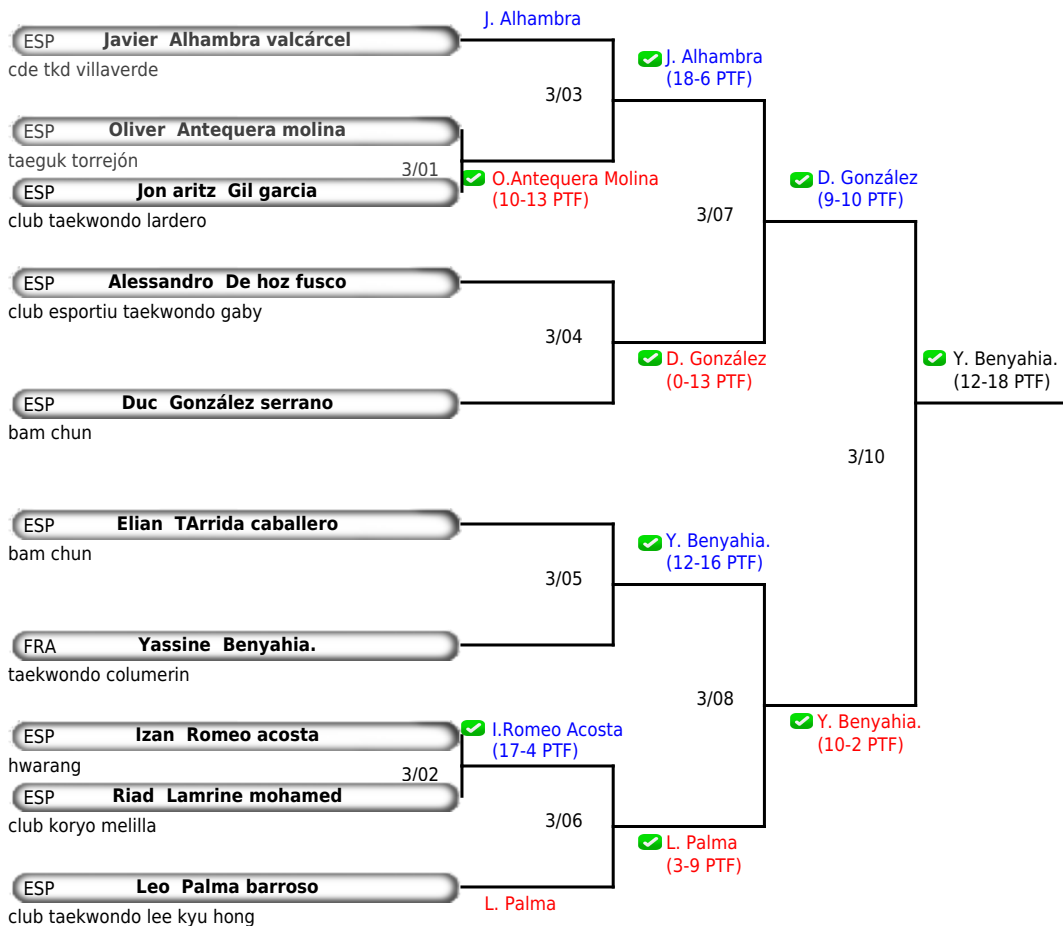 J. Alhambra
ESP Javier Alhambra valcárcel
cde tkd villaverde
J. Alhambra
(18-6 PTF)
3/03
ESP Oliver Antequera molina
taeguk torrejón
3/01
O.Antequera Molina
(10-13 PTF)
ESP Jon aritz Gil garcia
club taekwondo lardero
D. González
(9-10 PTF)
3/07
ESP Alessandro De hoz fusco
club esportiu taekwondo gaby
3/04
D. González
(0-13 PTF)
Y. Benyahia.
(12-18 PTF)
ESP Duc González serrano
bam chun
3/10
ESP Elian TArrida caballero
bam chun
Y. Benyahia.
(12-16 PTF)
3/05
FRA Yassine Benyahia.
taekwondo columerin
3/08
Y. Benyahia.
(10-2 PTF)
ESP Izan Romeo acosta
hwarang
I.Romeo Acosta
(17-4 PTF)
3/02
ESP Riad Lamrine mohamed
club koryo melilla
3/06
L. Palma
(3-9 PTF)
ESP Leo Palma barroso
club taekwondo lee kyu hong
L. Palma